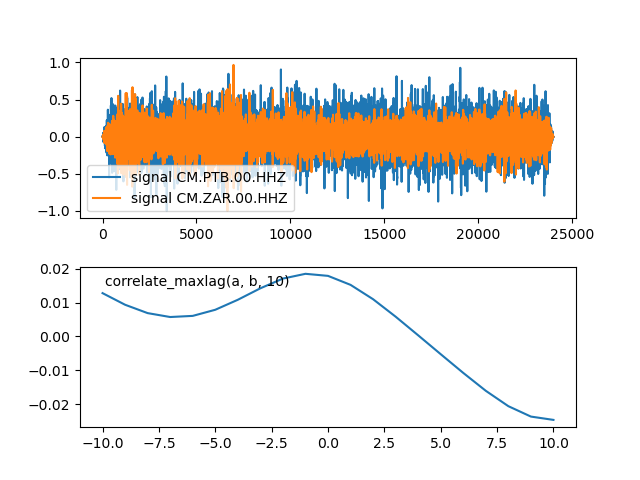 1.0
0.5
0.0
−0.5
−1.0
signal CM.PTB.00.HHZ
signal CM.ZAR.00.HHZ
0 5000 10000 15000 20000 25000
0.02
0.01
0.00
−0.01
−0.02
correlate_maxlag(a, b, 10)
−10.0 −7.5 −5.0 −2.5 0.0 2.5 5.0 7.5 10.0